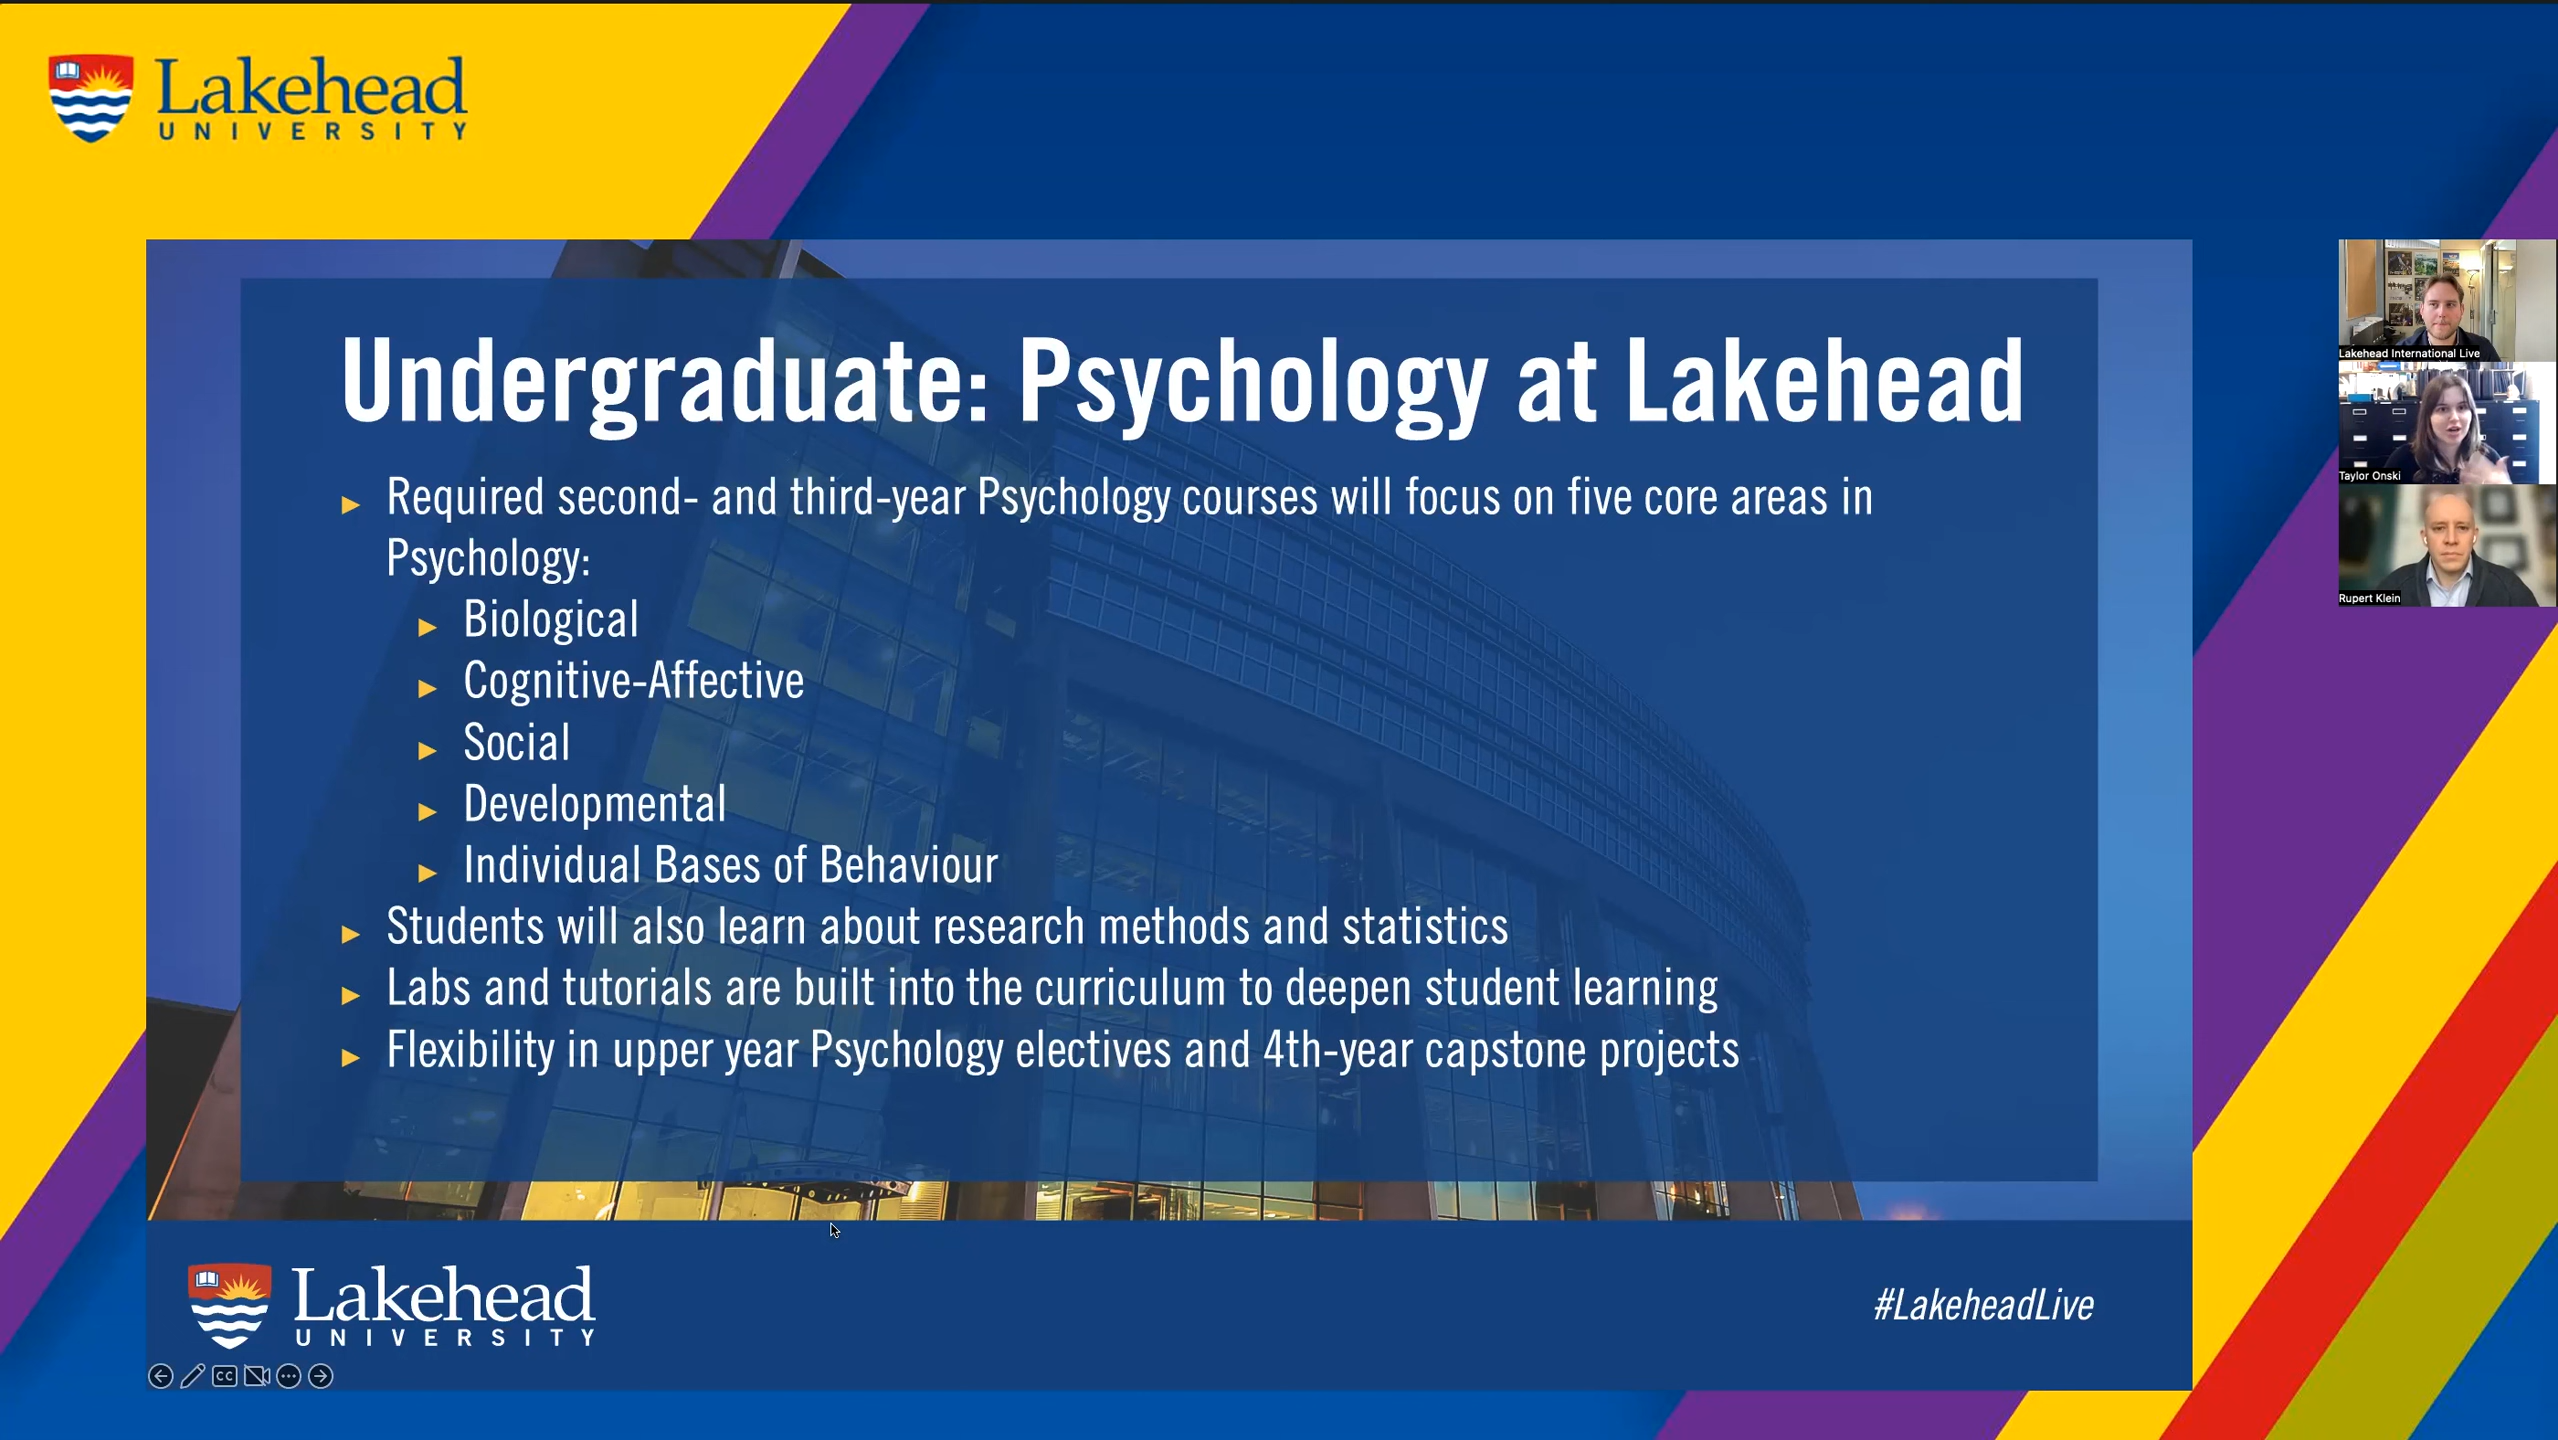 Lakehead
UNIVERSITY
Undergraduate: Psychology at Lakehead
Required second- and third-year Psychology courses will focus on five core areas in
Psychology:
Biological
Cognitive-Affective
Social
Developmental
Individual Bases of Behaviour
Students will also learn about research methods and statistics
Labs and tutorials are built into the curriculum to deepen student learning
Flexibility in upper year Psychology electives and 4th-year capstone projects
Lakehead International Live
Taylor Onski
Rupert Klein
Lakehead
UNIVERSITY
#LakeheadLive
CC